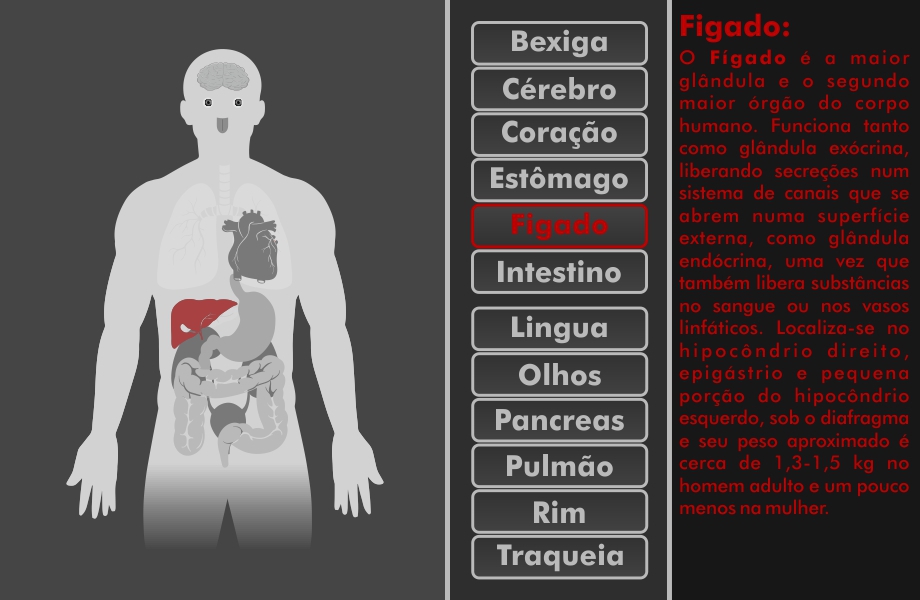 Bexiga
Cérebro
Coração
Estômago
Figado
Intestino
Lingua
Olhos
Pancreas
Pulmão
Rim
Traqueia
Figado:
O Fígado é a maior
glândula e o segundo
maior órgão do corpo
humano. Funciona tanto
como glândula exócrina,
liberando secreções num
sistema de canais que se
abrem numa superfície
externa, como glândula
endócrina, uma vez que
também libera substâncias
no sangue ou nos vasos
linfáticos. Localiza-se no
hipocôndrio direito,
epigástrio e pequena
porção do hipocôndrio
esquerdo, sob o diafragma
e seu peso aproximado é
cerca de 1,3-1,5 kg no
homem adulto e um pouco
menos na mulher.